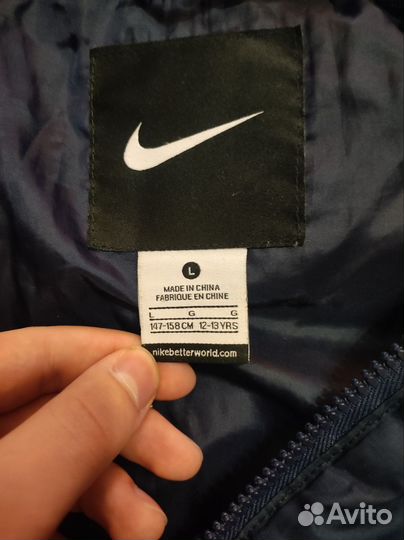 L
MADE IN CHINA
FABRIQUE EN CHINE
L G G
147-158 CM 12-13 YRS
nikebetterworld.com
Avito